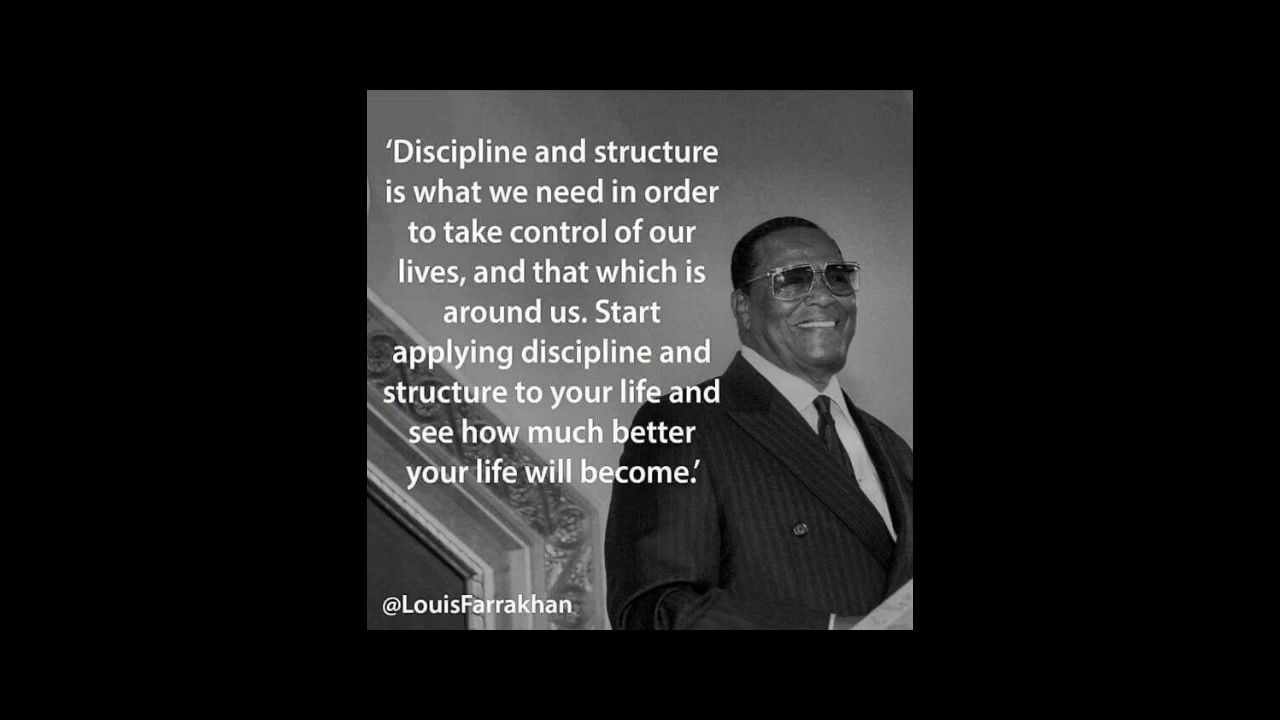 ‘Discipline and structure
is what we need in order
to take control of our
lives, and that which is
around us. Start
applying discipline and
structure to your life and
see how much better
your life will become.’
@LouisFarrakhan